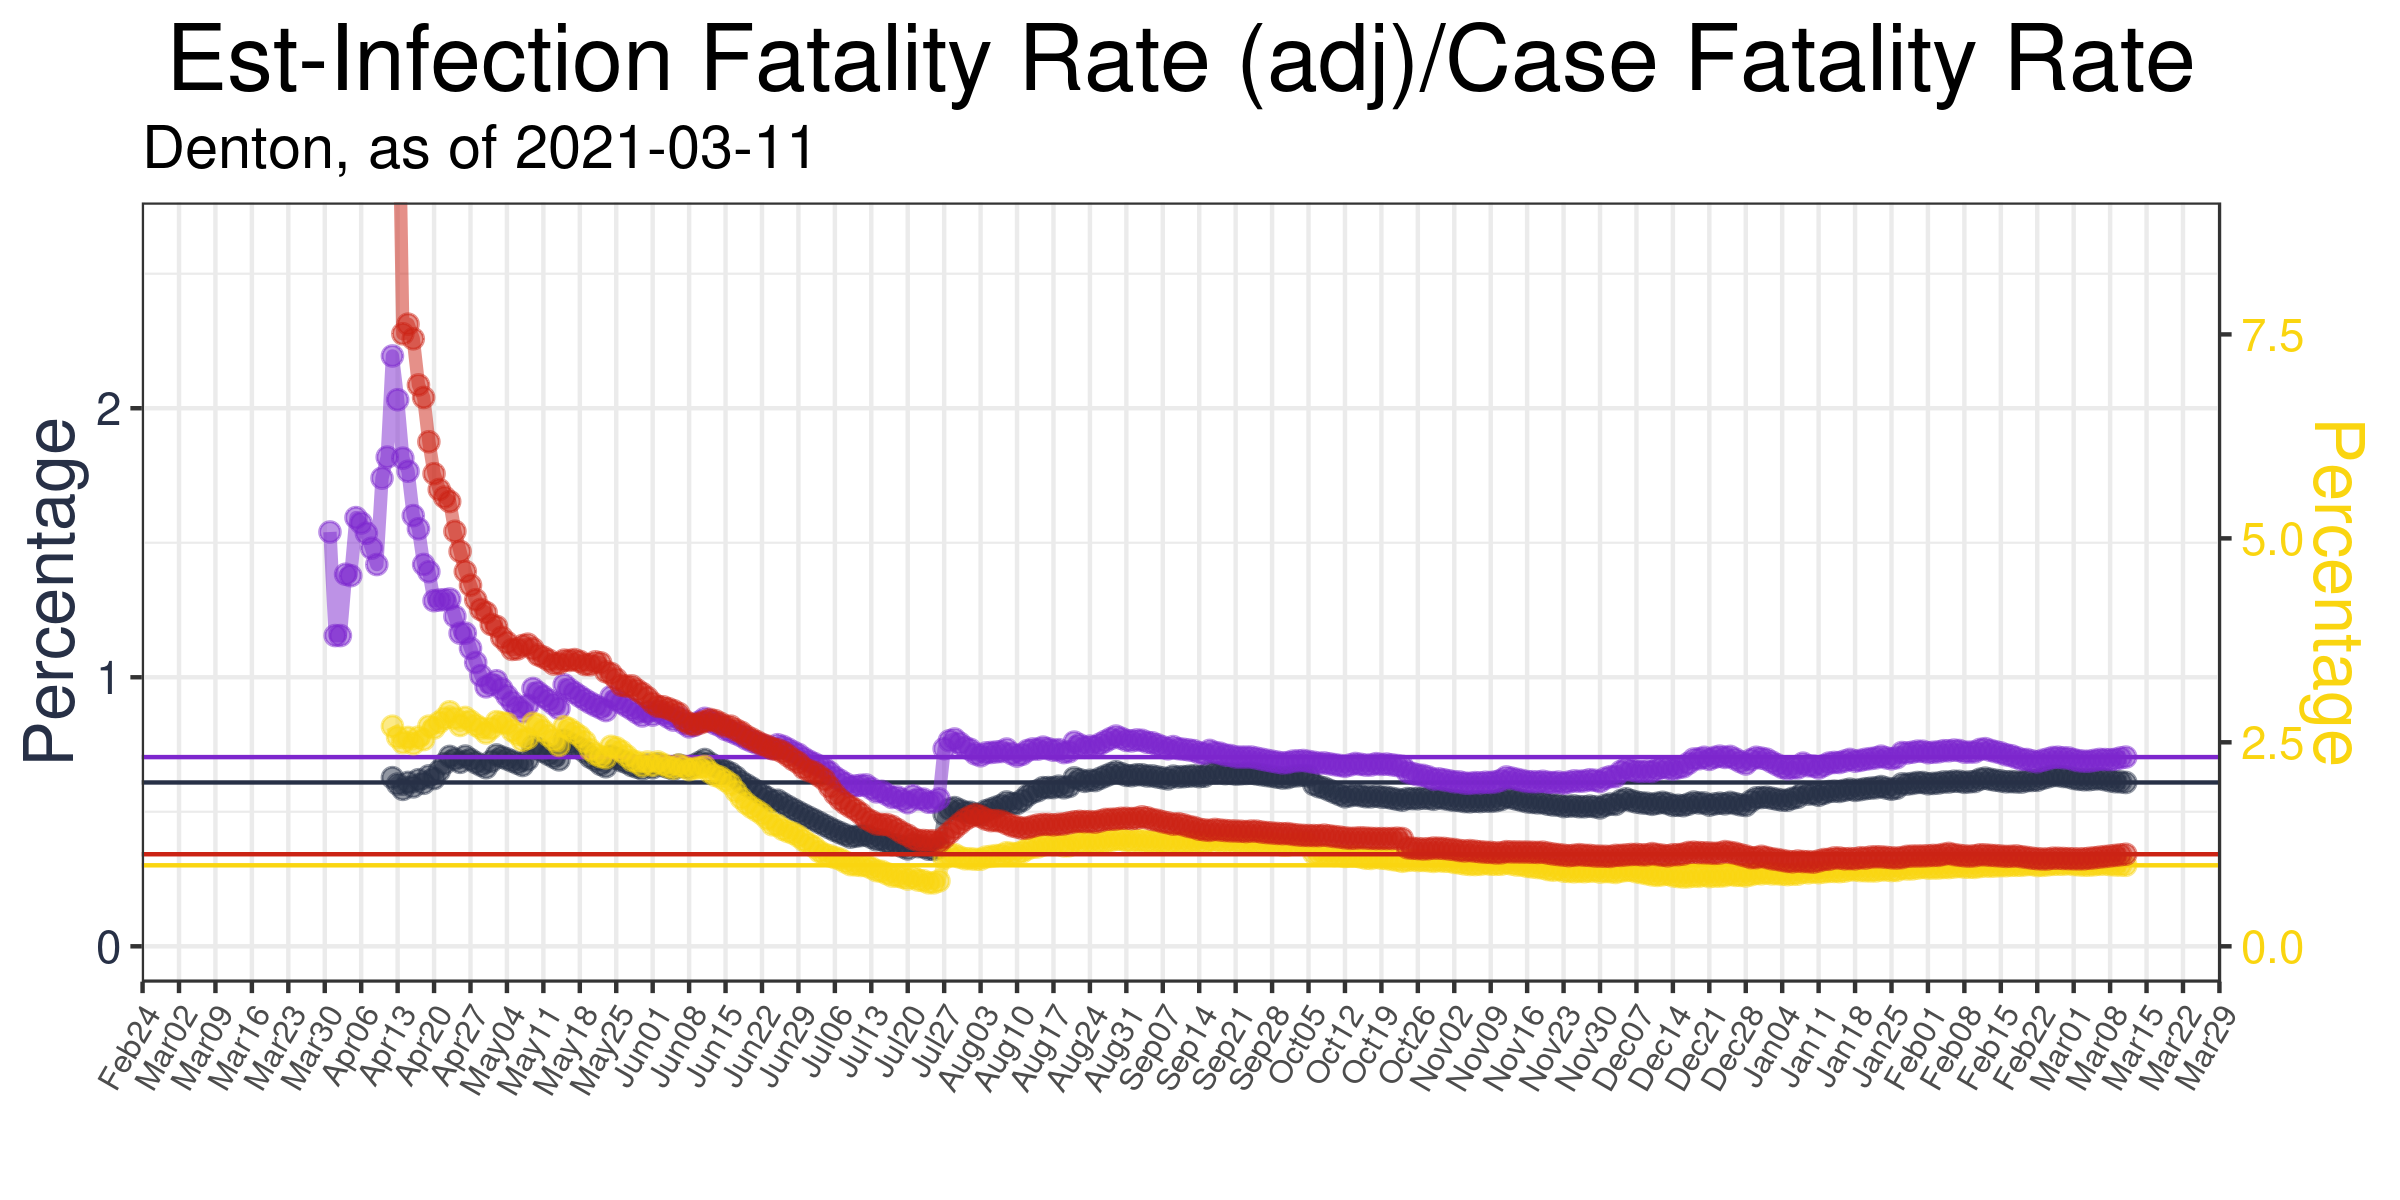 Est-Infection Fatality Rate (adj)/Case Fatality Rate
Denton, as of 2021-03-11
Percentage
2
1
0
7.5
5.0
2.5
0.0
Percentage
Feb24 Mar02 Mar09 Mar16 Mar23 Mar30 Apr06 Apr13 Apr20 Apr27 May04 May11 May18 May25 Jun01 Jun08 Jun15 Jun22 Jun29 Jul06 Jul13 Jul20 Jul27 Aug03 Aug10 Aug17 Aug24 Aug31 Sep07 Sep14 Sep21 Sep28 Oct05 Oct12 Oct19 Oct26 Nov02 Nov09 Nov16 Nov23 Nov30 Dec07 Dec14 Dec21 Dec28 Jan04 Jan11 Jan18 Jan25 Feb01 Feb08 Feb15 Feb22 Mar01 Mar08 Mar15 Mar22 Mar29